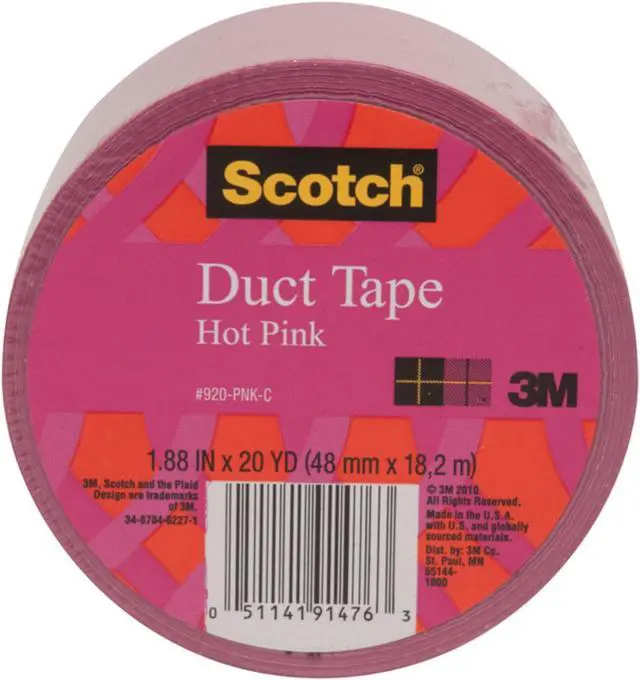 Scotch®
Duct Tape
Hot Pink
#920-PNK-C
3M
1.88 IN x 20 YD (48 mm x 18,2 m)
3M, Scotch and the Plaid
Design are trademarks
of 3M.
34-8704-6227-1
© 3M 2010
All Rights Reserved.
Made in the U.S.A.
with U.S. and globally
sourced materials.
Dist. by: 3M Co.
St. Paul, MN
55144-
1000
0 51141 91476 3